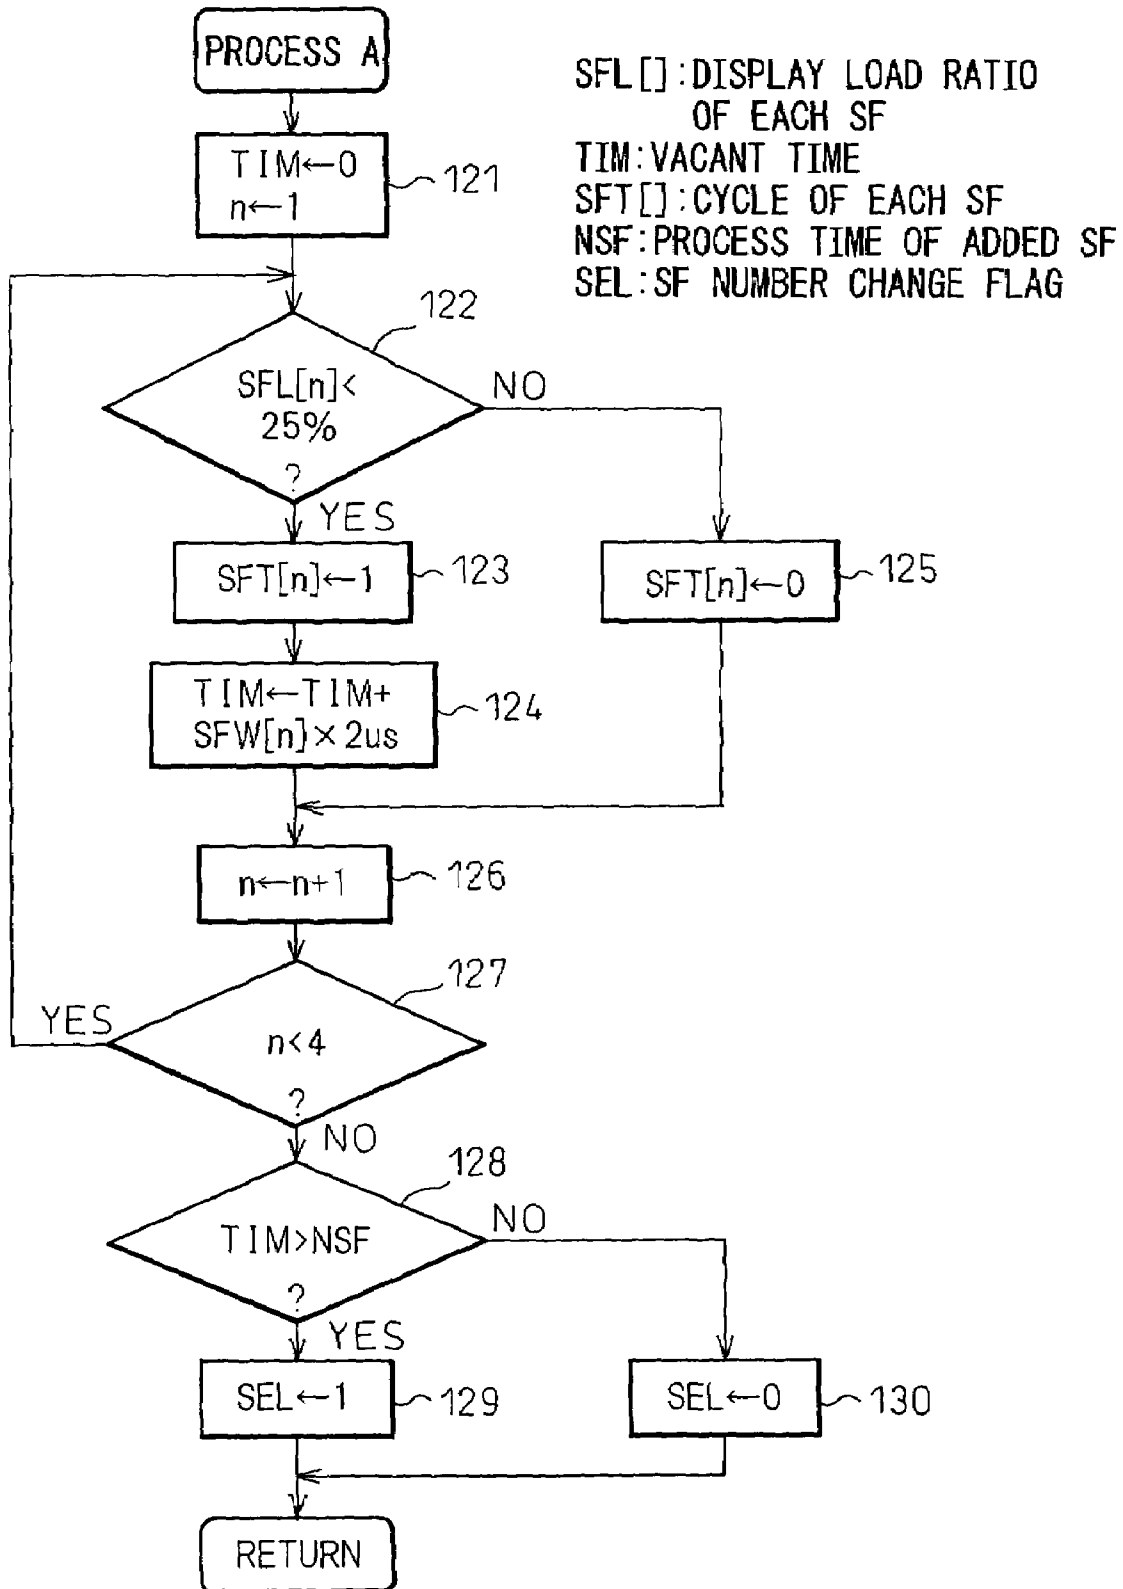 PROCESS A
SFL[]:DISPLAY LOAD RATIO
OF EACH SF
TIM:VACANT TIME
SFT[]:CYCLE OF EACH SF
NSF:PROCESS TIME OF ADDED SF
SEL:SF NUMBER CHANGE FLAG
TIM←0
n←1
121
122
SFL[n]<
25%
?
NO
YES
SFT[n]←1
123
SFT[n]←0
125
TIM←TIM+
SFW[n]×2us
124
n←n+1
126
127
YES
n<4
?
NO
128
TIM>NSF
?
NO
YES
SEL←1
129
SEL←0
130
RETURN